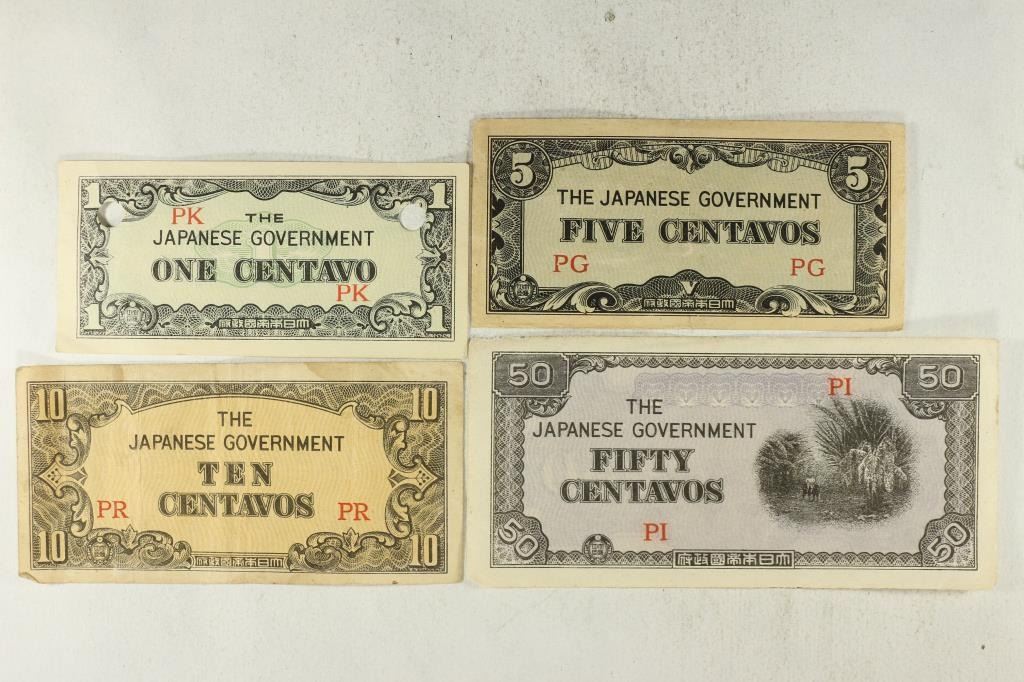 1 1
PK THE
JAPANESE GOVERNMENT
ONE CENTAVO
PK
1 1
大日本帝國政府
5 5
THE JAPANESE GOVERNMENT
FIVE CENTAVOS
PG PG
V
大日本帝國政府
10 10
THE
JAPANESE GOVERNMENT
TEN
CENTAVOS
PR PR
10 10
大日本帝國政府
50 50
PI
THE
JAPANESE GOVERNMENT
FIFTY
CENTAVOS
PI
50 50
大日本帝國政府